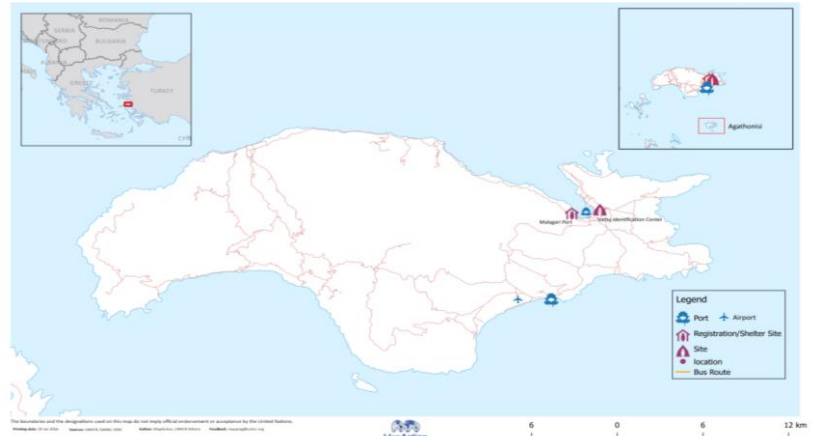 ROMANIA
SERBIA
BULGARIA
GREECE
TURKEY
Agathonisi
Malagari Port
Vathy Identification Center
Legend
Port
Airport
Registration/Shelter Site
Site
location
Bus Route
The boundaries and the designations used on this map do not imply official endorsement or acceptance by the United Nations.
6
0
6
12 km